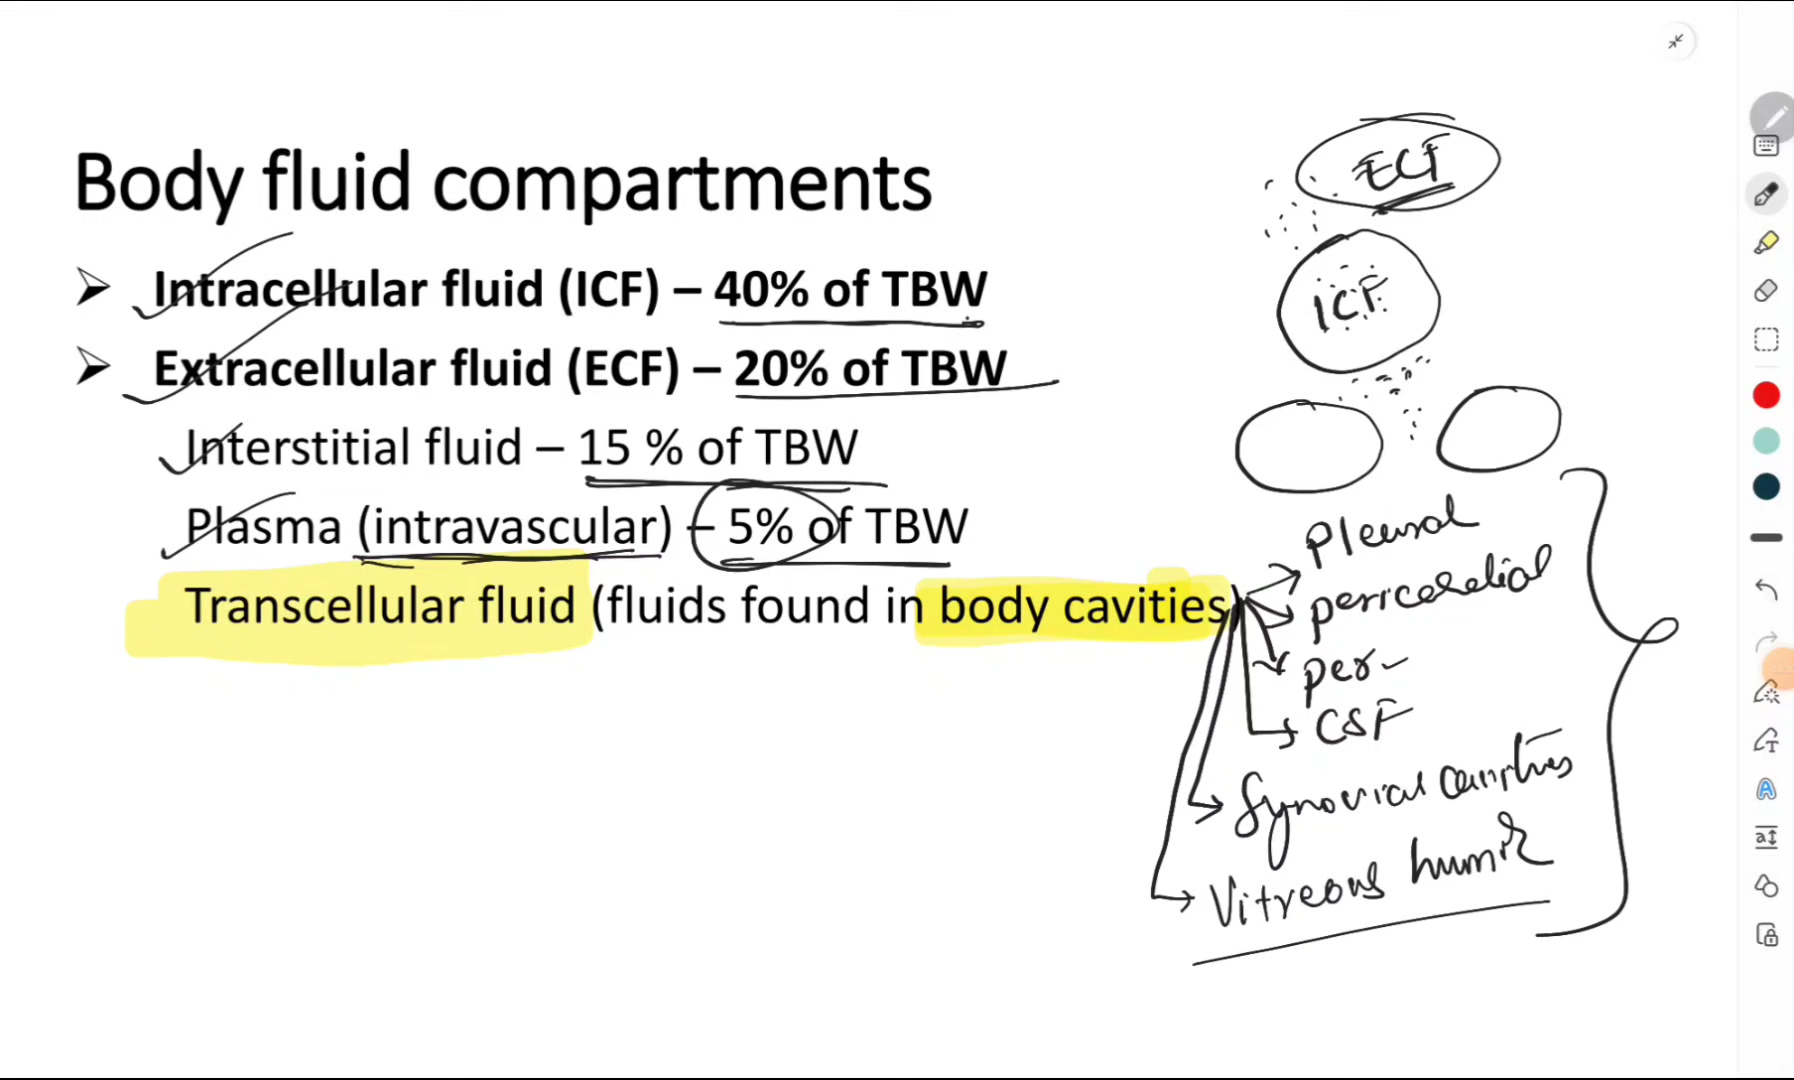 Body fluid compartments
➢ Intracellular fluid (ICF) – 40% of TBW
➢ Extracellular fluid (ECF) – 20% of TBW
Interstitial fluid – 15 % of TBW
Plasma (intravascular) – 5% of TBW
Transcellular fluid (fluids found in body cavities)
ECF
ICF
Pleural
pericardial
per-
CSF
Synovial cavities
Vitreous humor